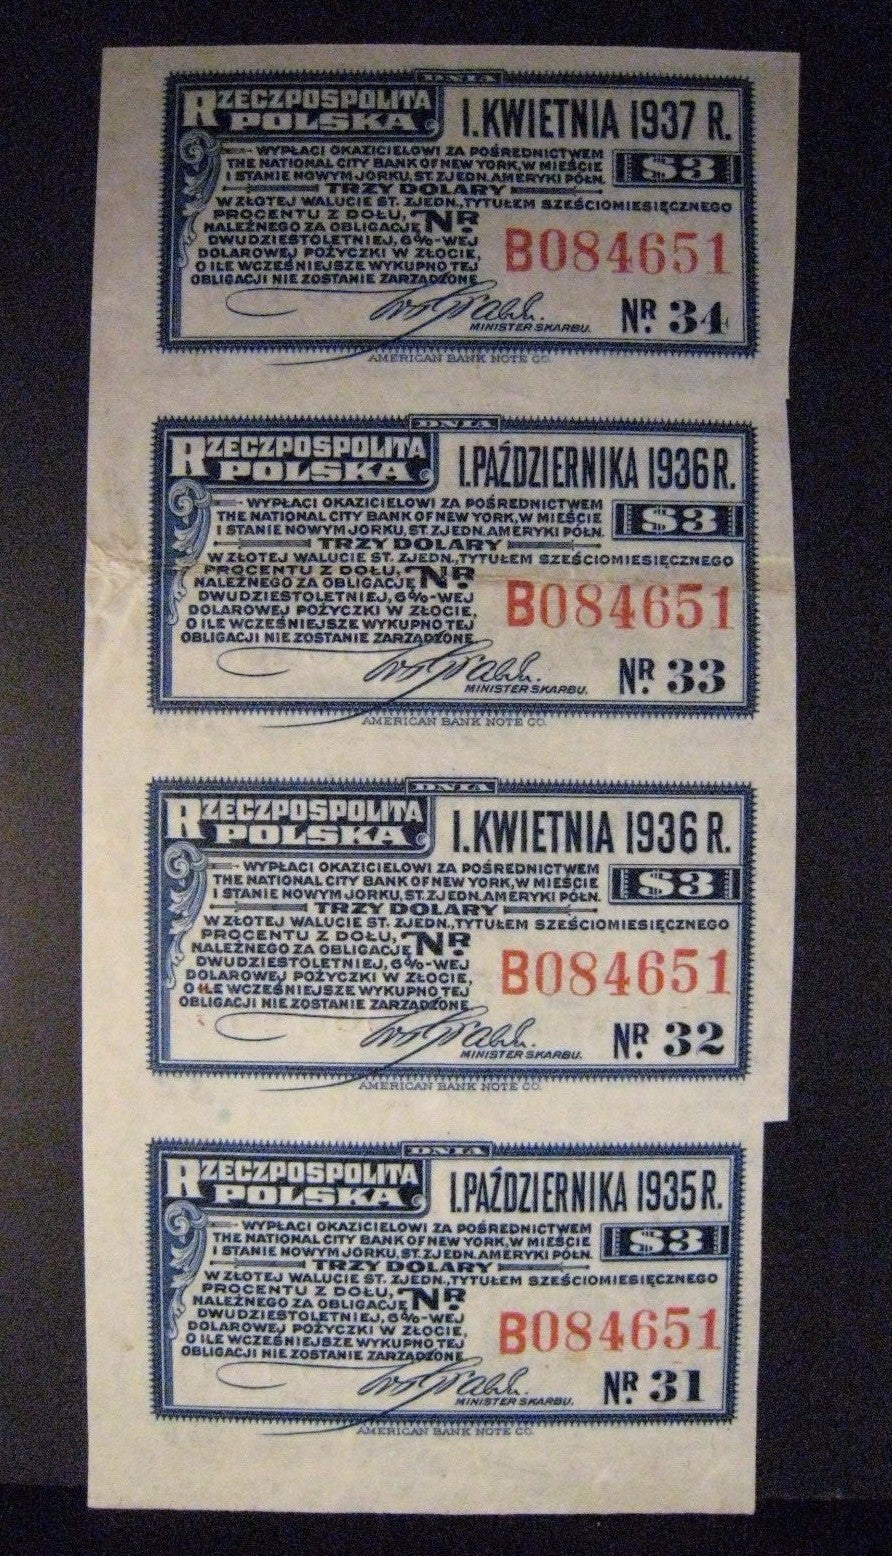 DNIA
RZECZPOSPOLITA
POLSKA
1. KWIETNIA 1937 R.
WYPŁACI OKAZICIELOWI ZA POŚREDNICTWEM
THE NATIONAL CITY BANK OF NEW YORK, W MIEŚCIE
I STANIE NOWYM JORKU, ST. ZJEDN. AMERYKI PÓŁN.
$3
TRZY DOLARY
W ZŁOTEJ WALUCIE ST. ZJEDN., TYTUŁEM SZEŚCIOMIESIĘCZNEGO
PROCENTU Z DOŁU,
NALEŻNEGO ZA OBLIGACJĘ NR.
DWUDZIESTOLETNIEJ, 6%-WEJ
DOLAROWEJ POŻYCZKI W ZŁOCIE,
O ILE WCZEŚNIEJSZE WYKUPNO TEJ
OBLIGACJI NIE ZOSTANIE ZARZĄDZONE
B084651
MINISTER SKARBU.
NR. 34
AMERICAN BANK NOTE CO.
DNIA
RZECZPOSPOLITA
POLSKA
1. PAŹDZIERNIKA 1936 R.
WYPŁACI OKAZICIELOWI ZA POŚREDNICTWEM
THE NATIONAL CITY BANK OF NEW YORK, W MIEŚCIE
I STANIE NOWYM JORKU, ST. ZJEDN. AMERYKI PÓŁN.
$3
TRZY DOLARY
W ZŁOTEJ WALUCIE ST. ZJEDN., TYTUŁEM SZEŚCIOMIESIĘCZNEGO
PROCENTU Z DOŁU,
NALEŻNEGO ZA OBLIGACJĘ NR.
DWUDZIESTOLETNIEJ, 6%-WEJ
DOLAROWEJ POŻYCZKI W ZŁOCIE,
O ILE WCZEŚNIEJSZE WYKUPNO TEJ
OBLIGACJI NIE ZOSTANIE ZARZĄDZONE
B084651
MINISTER SKARBU.
NR. 33
AMERICAN BANK NOTE CO.
DNIA
RZECZPOSPOLITA
POLSKA
1. KWIETNIA 1936 R.
WYPŁACI OKAZICIELOWI ZA POŚREDNICTWEM
THE NATIONAL CITY BANK OF NEW YORK, W MIEŚCIE
I STANIE NOWYM JORKU, ST. ZJEDN. AMERYKI PÓŁN.
$3
TRZY DOLARY
W ZŁOTEJ WALUCIE ST. ZJEDN., TYTUŁEM SZEŚCIOMIESIĘCZNEGO
PROCENTU Z DOŁU,
NALEŻNEGO ZA OBLIGACJĘ NR.
DWUDZIESTOLETNIEJ, 6%-WEJ
DOLAROWEJ POŻYCZKI W ZŁOCIE,
O ILE WCZEŚNIEJSZE WYKUPNO TEJ
OBLIGACJI NIE ZOSTANIE ZARZĄDZONE
B084651
MINISTER SKARBU.
NR. 32
AMERICAN BANK NOTE CO.
DNIA
RZECZPOSPOLITA
POLSKA
1. PAŹDZIERNIKA 1935 R.
WYPŁACI OKAZICIELOWI ZA POŚREDNICTWEM
THE NATIONAL CITY BANK OF NEW YORK, W MIEŚCIE
I STANIE NOWYM JORKU, ST. ZJEDN. AMERYKI PÓŁN.
$3
TRZY DOLARY
W ZŁOTEJ WALUCIE ST. ZJEDN., TYTUŁEM SZEŚCIOMIESIĘCZNEGO
PROCENTU Z DOŁU,
NALEŻNEGO ZA OBLIGACJĘ NR.
DWUDZIESTOLETNIEJ, 6%-WEJ
DOLAROWEJ POŻYCZKI W ZŁOCIE,
O ILE WCZEŚNIEJSZE WYKUPNO TEJ
OBLIGACJI NIE ZOSTANIE ZARZĄDZONE
B084651
MINISTER SKARBU.
NR. 31
AMERICAN BANK NOTE CO.